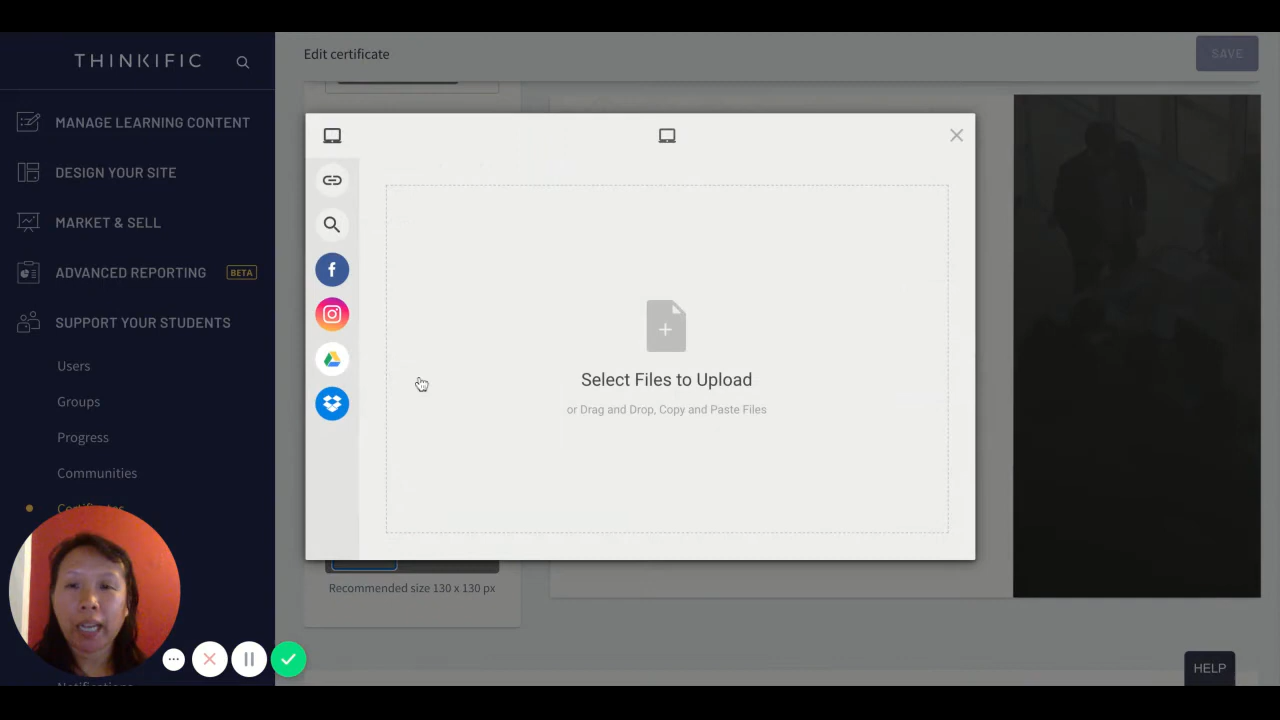 THINKIFIC
Edit certificate
SAVE
MANAGE LEARNING CONTENT
DESIGN YOUR SITE
MARKET & SELL
ADVANCED REPORTING BETA
SUPPORT YOUR STUDENTS
Users
Groups
Progress
Communities
Certificates
Notifications
Select Files to Upload
or Drag and Drop, Copy and Paste Files
Recommended size 130 x 130 px
HELP